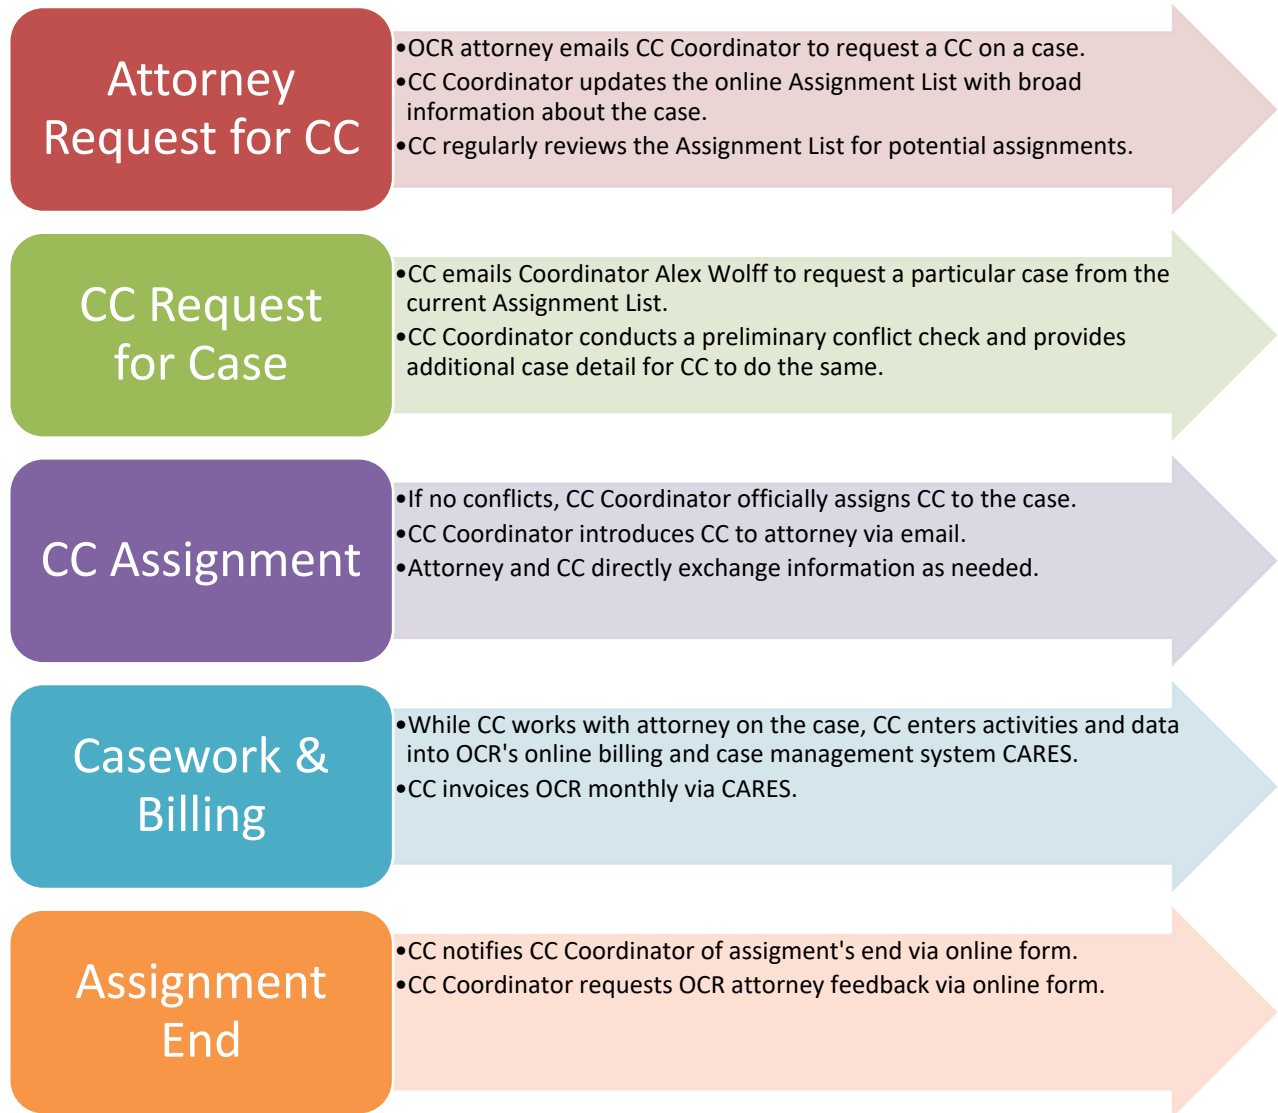 Attorney
Request for CC
•OCR attorney emails CC Coordinator to request a CC on a case.
•CC Coordinator updates the online Assignment List with broad
information about the case.
•CC regularly reviews the Assignment List for potential assignments.
CC Request
for Case
•CC emails Coordinator Alex Wolff to request a particular case from the
current Assignment List.
•CC Coordinator conducts a preliminary conflict check and provides
additional case detail for CC to do the same.
CC Assignment
•If no conflicts, CC Coordinator officially assigns CC to the case.
•CC Coordinator introduces CC to attorney via email.
•Attorney and CC directly exchange information as needed.
Casework &
Billing
•While CC works with attorney on the case, CC enters activities and data
into OCR's online billing and case management system CARES.
•CC invoices OCR monthly via CARES.
Assignment
End
•CC notifies CC Coordinator of assigment's end via online form.
•CC Coordinator requests OCR attorney feedback via online form.